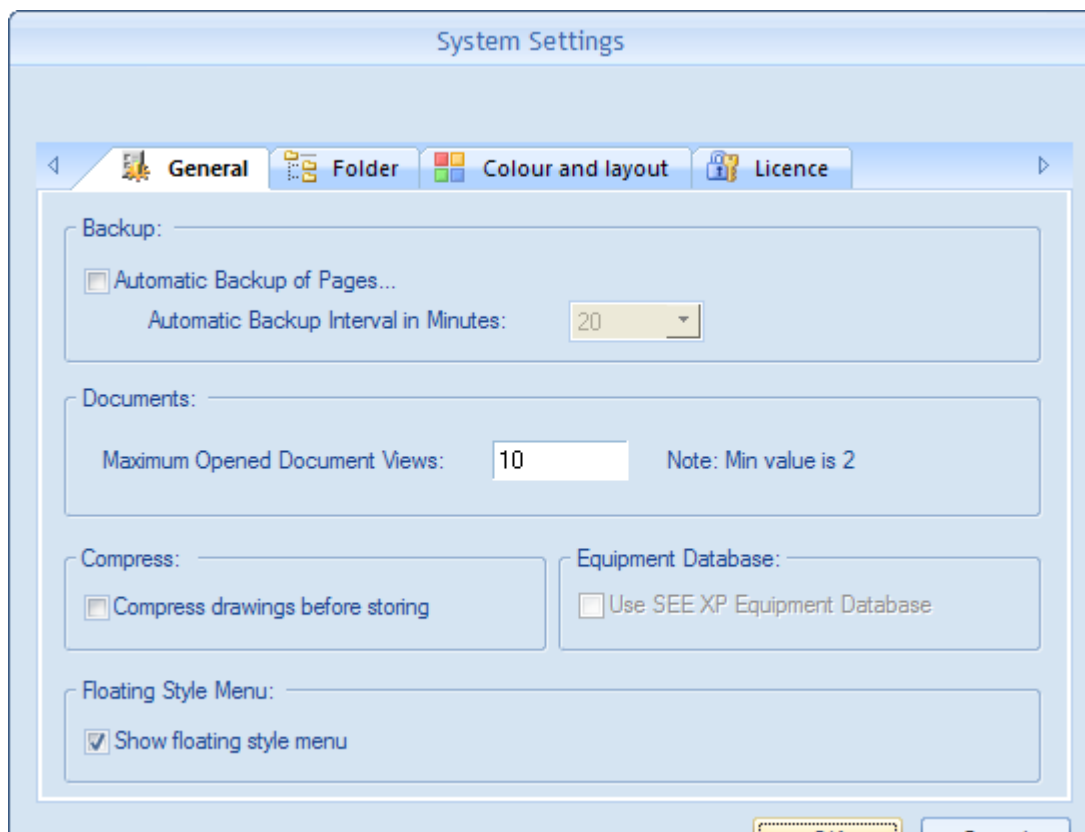 System Settings
General Folder Colour and layout Licence
Backup:
Automatic Backup of Pages...
Automatic Backup Interval in Minutes: 20
Documents:
Maximum Opened Document Views: 10 Note: Min value is 2
Compress: Equipment Database:
Compress drawings before storing Use SEE XP Equipment Database
Floating Style Menu:
Show floating style menu